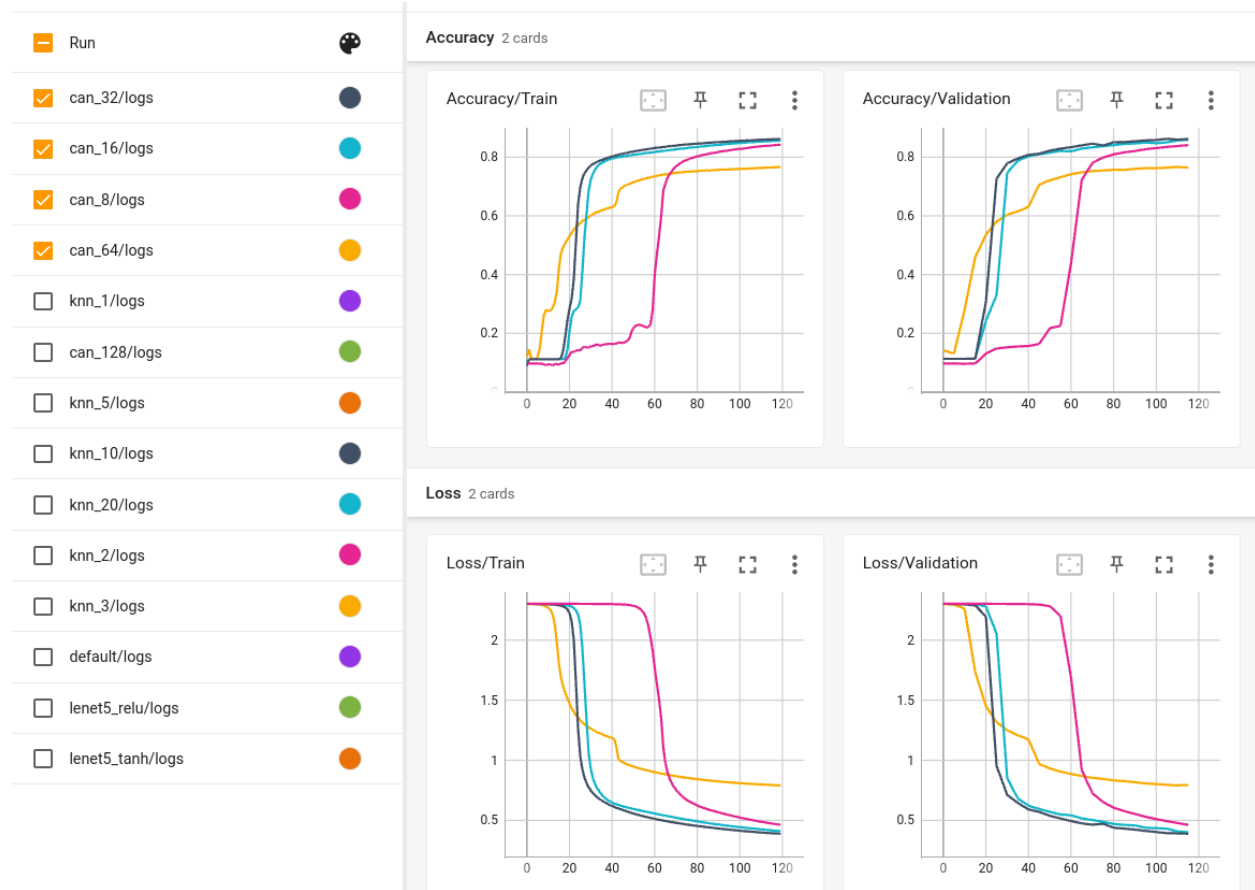 Run
can_32/logs
can_16/logs
can_8/logs
can_64/logs
knn_1/logs
can_128/logs
knn_5/logs
knn_10/logs
knn_20/logs
knn_2/logs
knn_3/logs
default/logs
lenet5_relu/logs
lenet5_tanh/logs
Accuracy 2 cards
Accuracy/Train
0.8
0.6
0.4
0.2
0
0 20 40 60 80 100 120
Accuracy/Validation
0.8
0.6
0.4
0.2
0
0 20 40 60 80 100 120
Loss 2 cards
Loss/Train
2
1.5
1
0.5
0 20 40 60 80 100 120
Loss/Validation
2
1.5
1
0.5
0 20 40 60 80 100 120